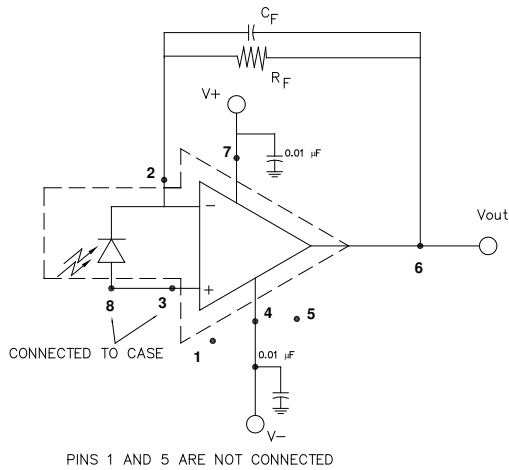 C_F
R_F
V+
0.01 µF
7
2
−
Vout
6
+
8
3
4
5
CONNECTED TO CASE
1
0.01 µF
V−
PINS 1 AND 5 ARE NOT CONNECTED